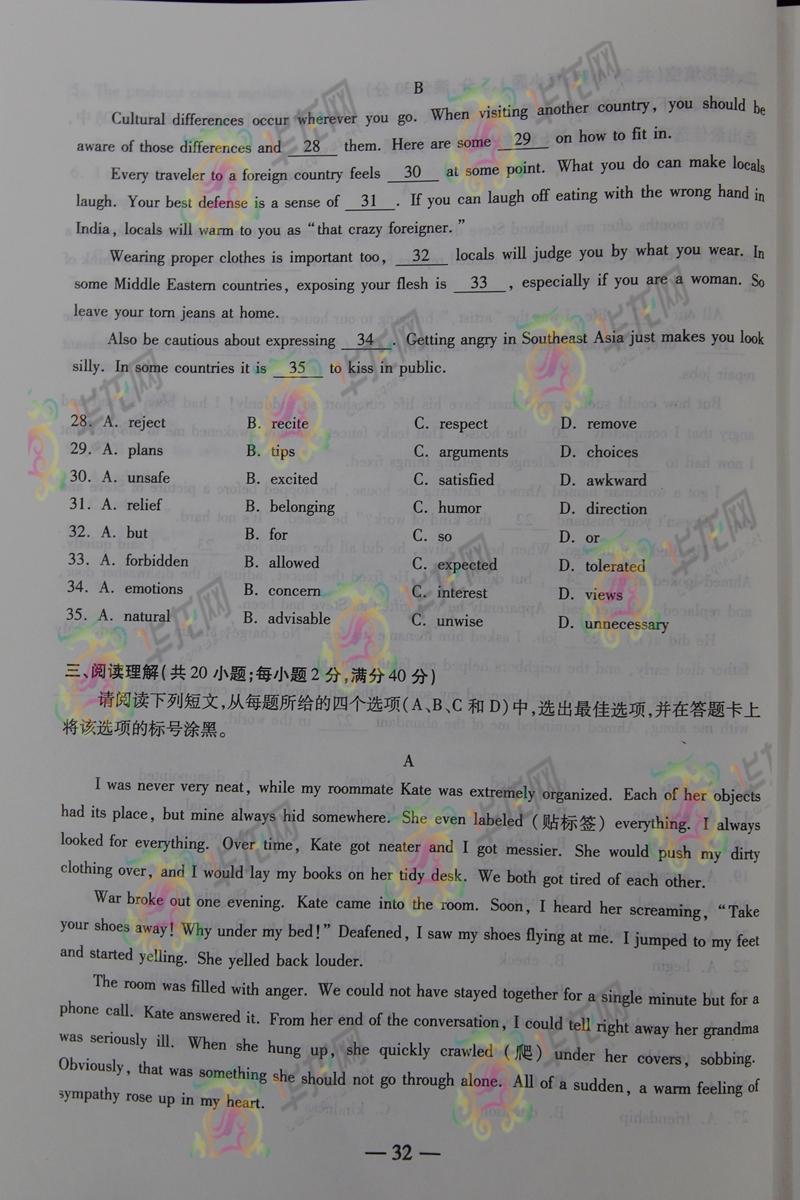 B
Cultural differences occur wherever you go. When visiting another country, you should be
aware of those differences and 28 them. Here are some 29 on how to fit in.
Every traveler to a foreign country feels 30 at some point. What you do can make locals
laugh. Your best defense is a sense of 31 . If you can laugh off eating with the wrong hand in
India, locals will warm to you as "that crazy foreigner."
Wearing proper clothes is important too, 32 locals will judge you by what you wear. In
some Middle Eastern countries, exposing your flesh is 33 , especially if you are a woman. So
leave your torn jeans at home.
Also be cautious about expressing 34 . Getting angry in Southeast Asia just makes you look
silly. In some countries it is 35 to kiss in public.
28. A. reject B. recite C. respect D. remove
29. A. plans B. tips C. arguments D. choices
30. A. unsafe B. excited C. satisfied D. awkward
31. A. relief B. belonging C. humor D. direction
32. A. but B. for C. so D. or
33. A. forbidden B. allowed C. expected D. tolerated
34. A. emotions B. concern C. interest D. views
35. A. natural B. advisable C. unwise D. unnecessary
三、阅读理解(共20小题;每小题2分,满分40分)
请阅读下列短文,从每题所给的四个选项(A、B、C和D)中,选出最佳选项,并在答题卡上
将该选项的标号涂黑。
A
I was never very neat, while my roommate Kate was extremely organized. Each of her objects
had its place, but mine always hid somewhere. She even labeled (贴标签) everything. I always
looked for everything. Over time, Kate got neater and I got messier. She would push my dirty
clothing over, and I would lay my books on her tidy desk. We both got tired of each other.
War broke out one evening. Kate came into the room. Soon, I heard her screaming, "Take
your shoes away! Why under my bed!" Deafened, I saw my shoes flying at me. I jumped to my feet
and started yelling. She yelled back louder.
The room was filled with anger. We could not have stayed together for a single minute but for a
phone call. Kate answered it. From her end of the conversation, I could tell right away her grandma
was seriously ill. When she hung up, she quickly crawled (爬) under her covers, sobbing.
Obviously, that was something she should not go through alone. All of a sudden, a warm feeling of
sympathy rose up in my heart.
— 32 —
华龙网